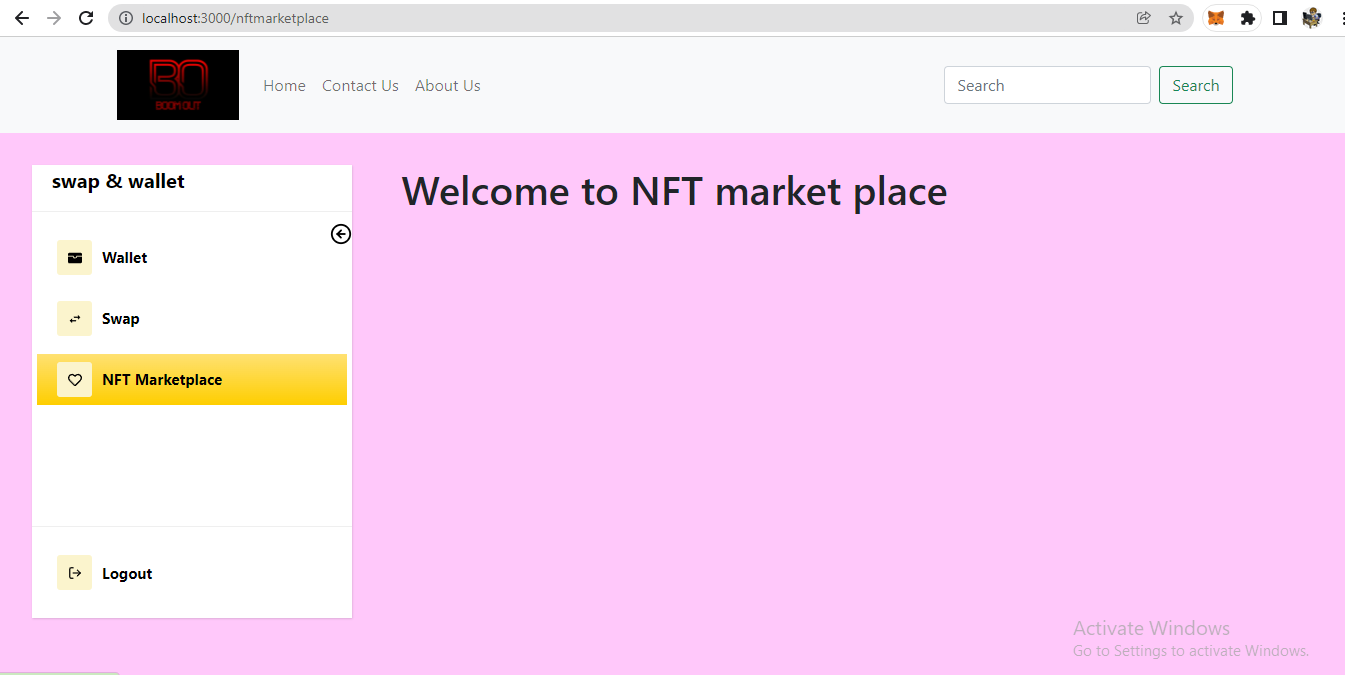 localhost:3000/nftmarketplace
BO
BOOM OUT
Home Contact Us About Us Search Search
swap & wallet
Welcome to NFT market place
Wallet
Swap
NFT Marketplace
Logout
Activate Windows
Go to Settings to activate Windows.